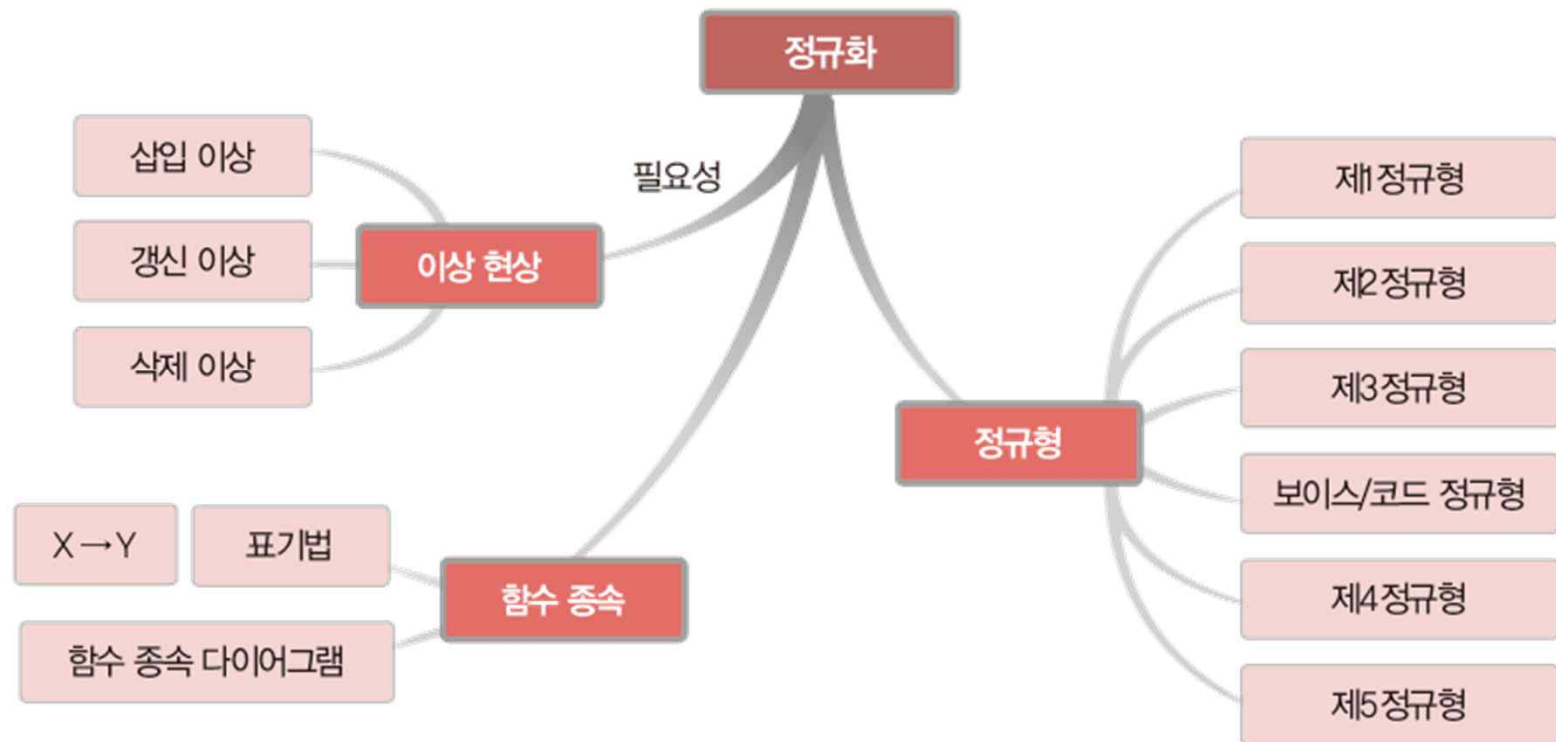 정규화
필요성
이상 현상
삽입 이상
갱신 이상
삭제 이상
함수 종속
표기법
X → Y
함수 종속 다이어그램
정규형
제1 정규형
제2 정규형
제3 정규형
보이스/코드 정규형
제4 정규형
제5 정규형